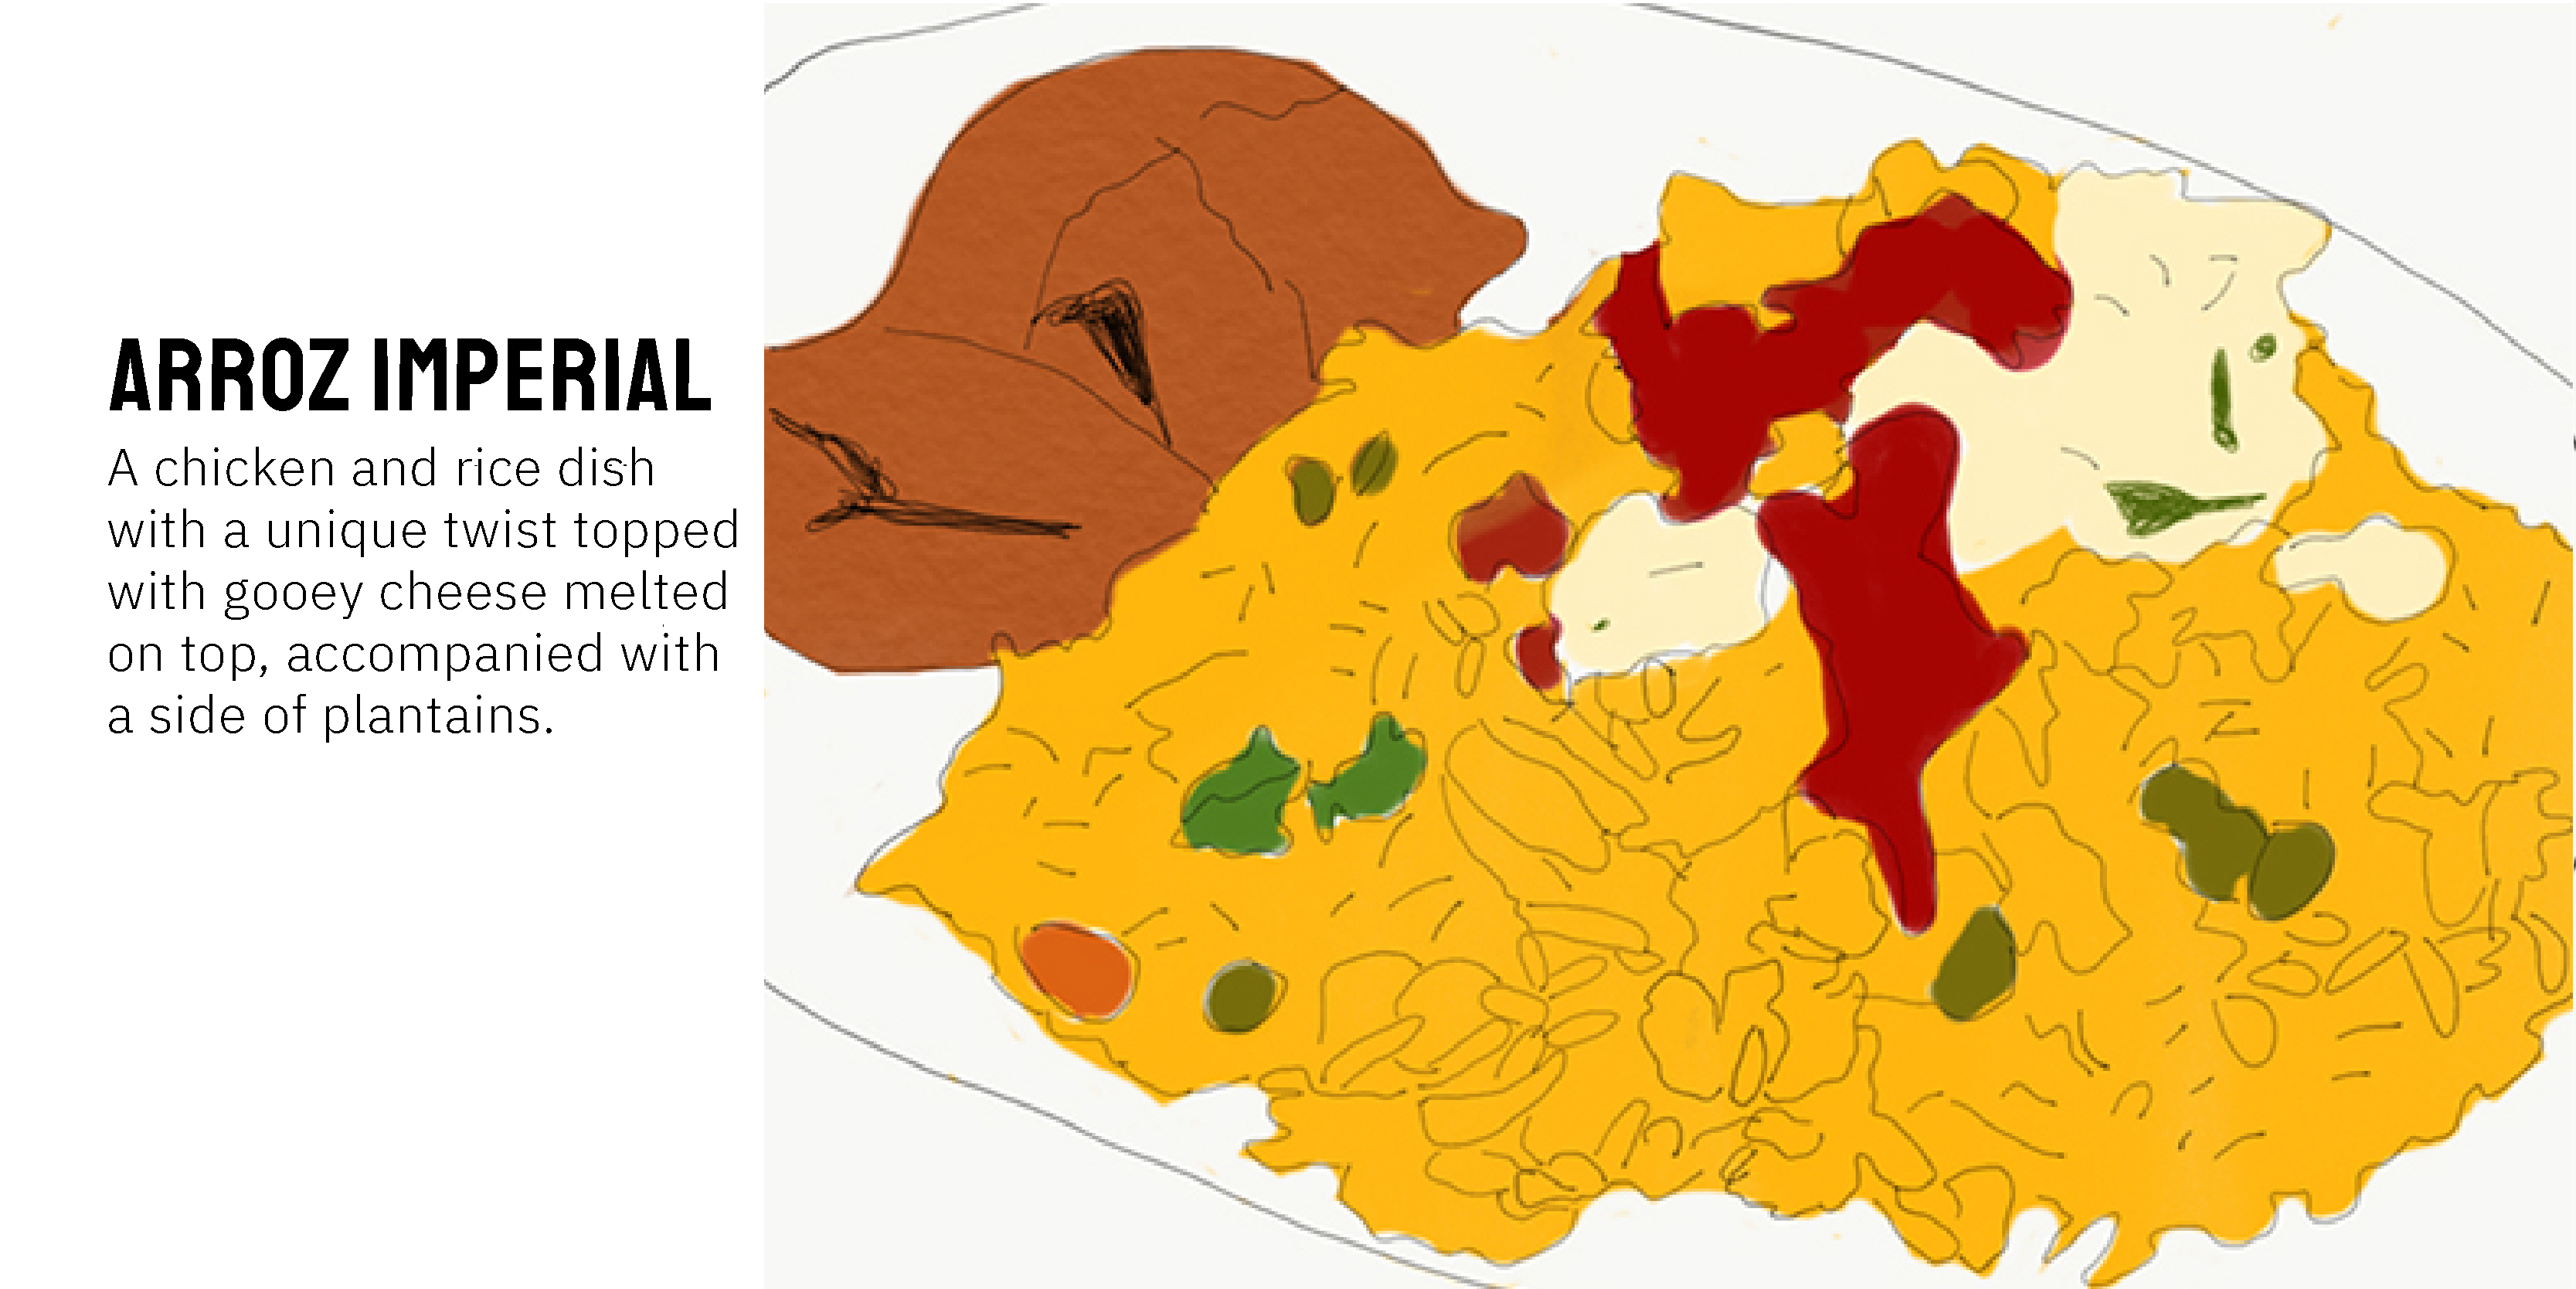 ARROZ IMPERIAL
A chicken and rice dish
with a unique twist topped
with gooey cheese melted
on top, accompanied with
a side of plantains.